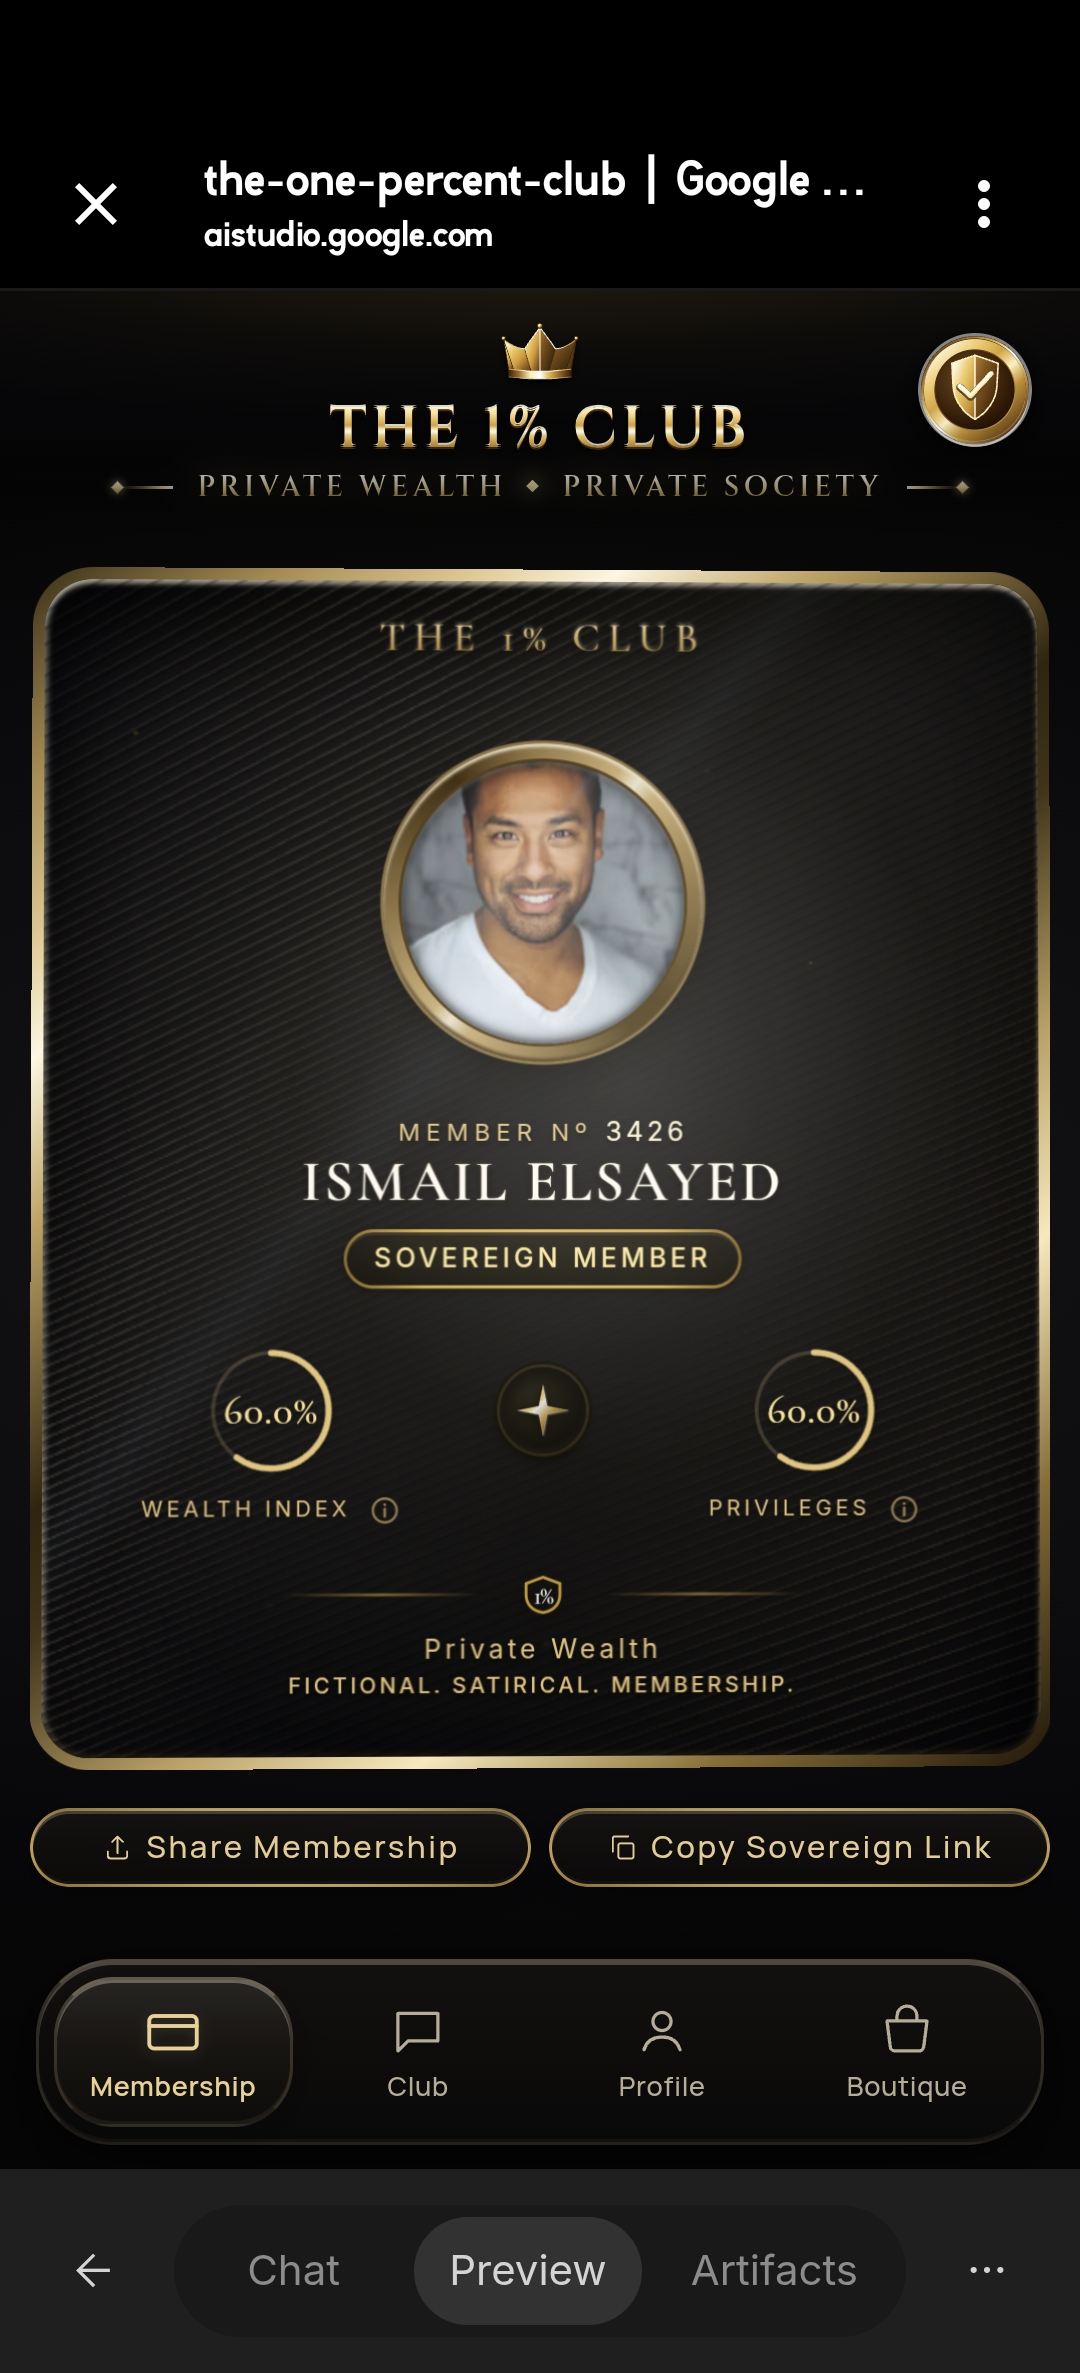 the-one-percent-club | Google ...
aistudio.google.com
THE 1% CLUB
PRIVATE WEALTH ◆ PRIVATE SOCIETY
THE 1% CLUB
MEMBER Nº 3426
ISMAIL ELSAYED
SOVEREIGN MEMBER
60.0% 60.0%
WEALTH INDEX PRIVILEGES
1%
Private Wealth
FICTIONAL. SATIRICAL. MEMBERSHIP.
Share Membership Copy Sovereign Link
Membership Club Profile Boutique
Chat Preview Artifacts